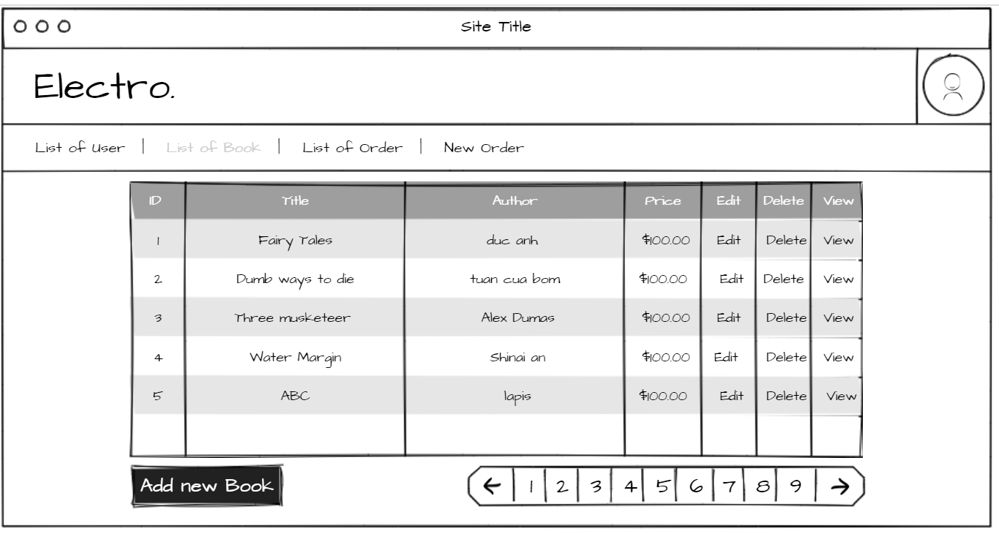 Site Title
Electro.
List of User | List of Book | List of Order | New Order
ID Title Author Price Edit Delete View
1 Fairy Tales duc anh $100.00 Edit Delete View
2 Dumb ways to die tuan cua bom $100.00 Edit Delete View
3 Three musketeer Alex Dumas $100.00 Edit Delete View
4 Water Margin Shinai an $100.00 Edit Delete View
5 ABC lapis $100.00 Edit Delete View
Add new Book ← 1 2 3 4 5 6 7 8 9 →